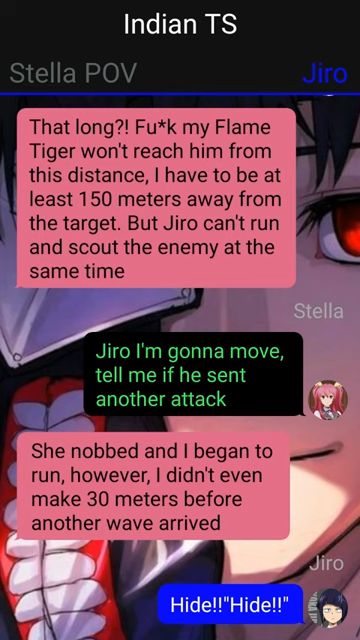 Indian TS
Stella POV
Jiro
That long?! Fu*k my Flame
Tiger won't reach him from
this distance, I have to be at
least 150 meters away from
the target. But Jiro can't run
and scout the enemy at the
same time
Stella
Jiro I'm gonna move,
tell me if he sent
another attack
She nobbed and I began to
run, however, I didn't even
make 30 meters before
another wave arrived
Jiro
Hide!!"Hide!!"